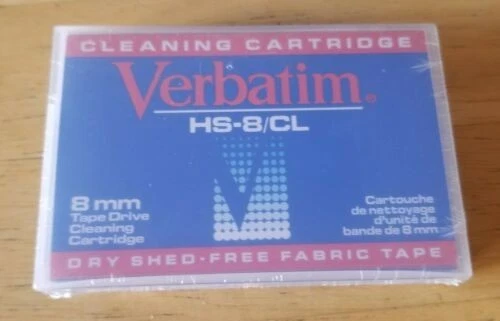 CLEANING CARTRIDGE
Verbatim®
HS-8/CL
8 mm
Tape Drive
Cleaning
Cartridge
Cartouche
de nettoyage
d'unité de
bande de 8 mm
DRY SHED-FREE FABRIC TAPE